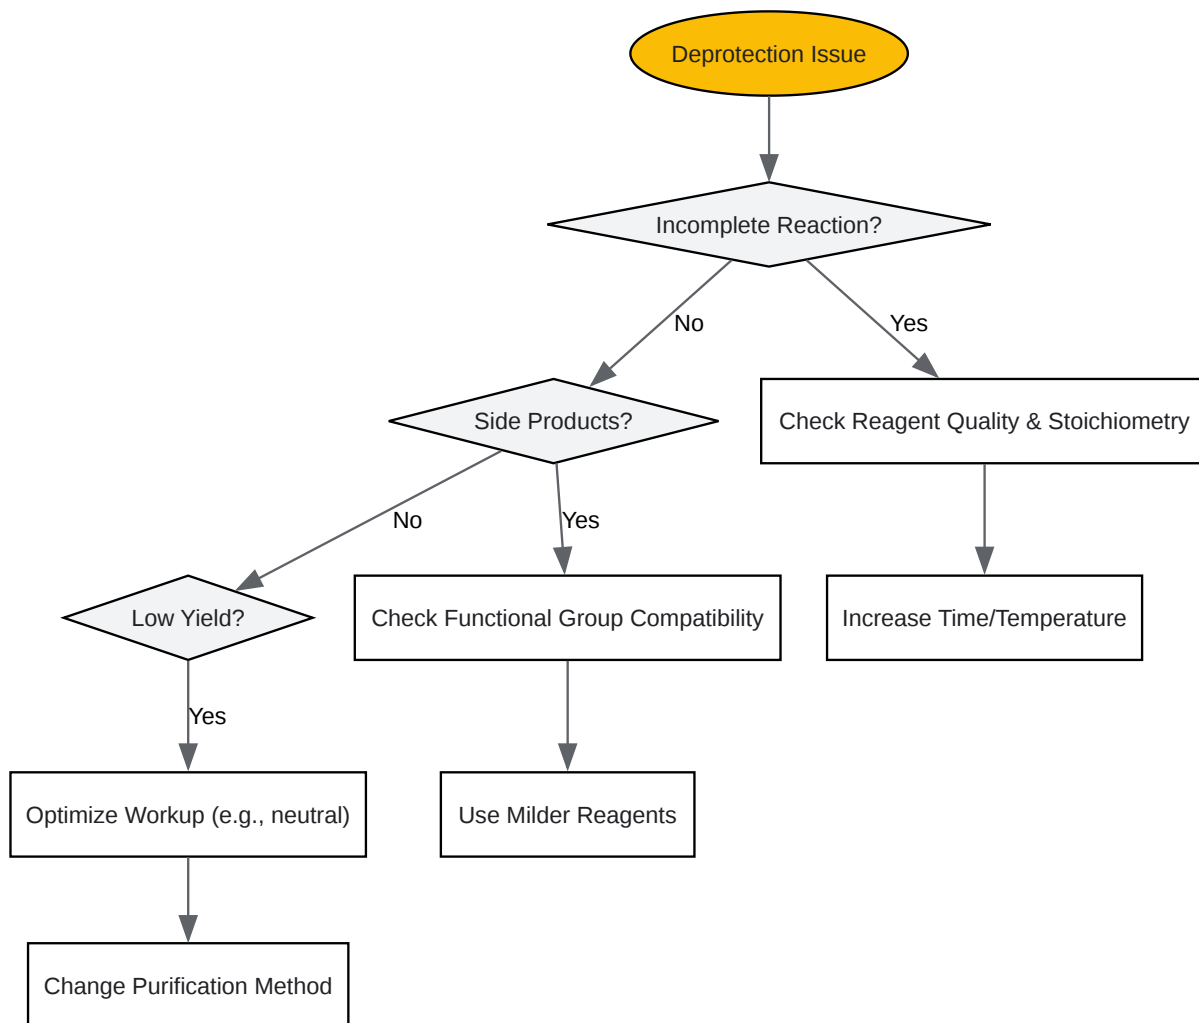 Deprotection Issue
Incomplete Reaction?
No
Yes
Side Products?
Check Reagent Quality & Stoichiometry
No
Yes
Low Yield?
Check Functional Group Compatibility
Increase Time/Temperature
Yes
Optimize Workup (e.g., neutral)
Use Milder Reagents
Change Purification Method